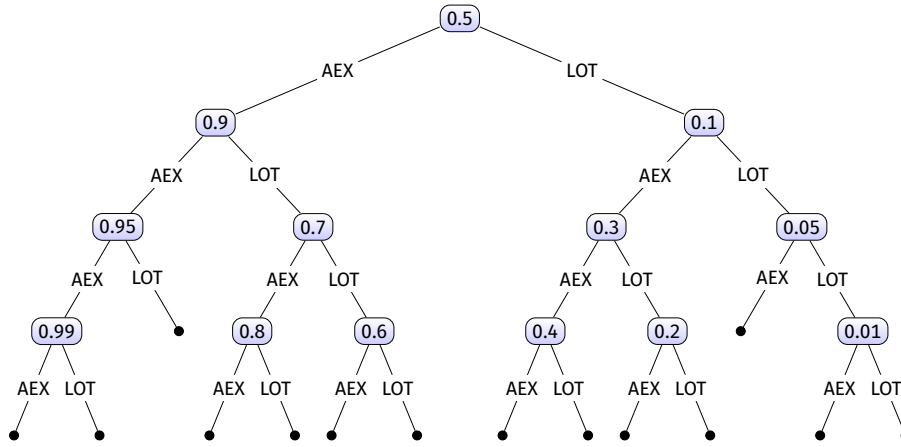 0.5
AEX LOT
0.9 0.1
AEX LOT AEX LOT
0.95 0.7 0.3 0.05
AEX LOT AEX LOT AEX LOT AEX LOT
0.99 0.8 0.6 0.4 0.2 0.01
AEX LOT AEX LOT AEX LOT AEX LOT AEX LOT AEX LOT